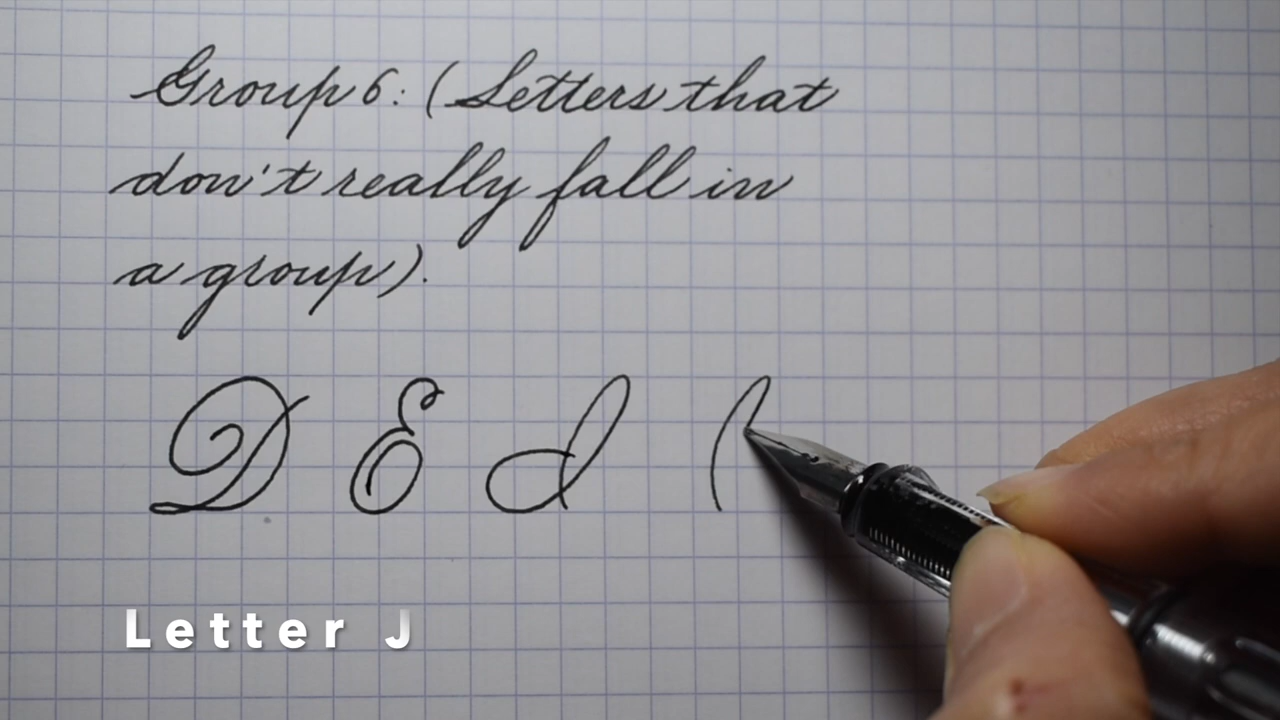 Group 6: (Letters that
don't really fall in
a group).
D E I
Letter J